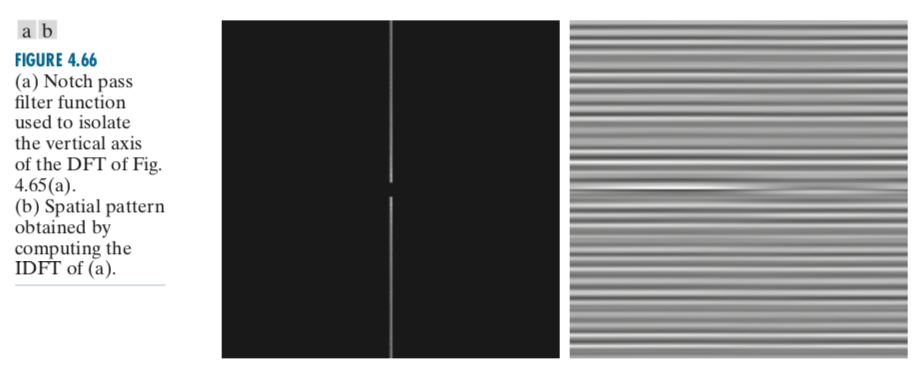 a b
FIGURE 4.66
(a) Notch pass
filter function
used to isolate
the vertical axis
of the DFT of Fig.
4.65(a).
(b) Spatial pattern
obtained by
computing the
IDFT of (a).